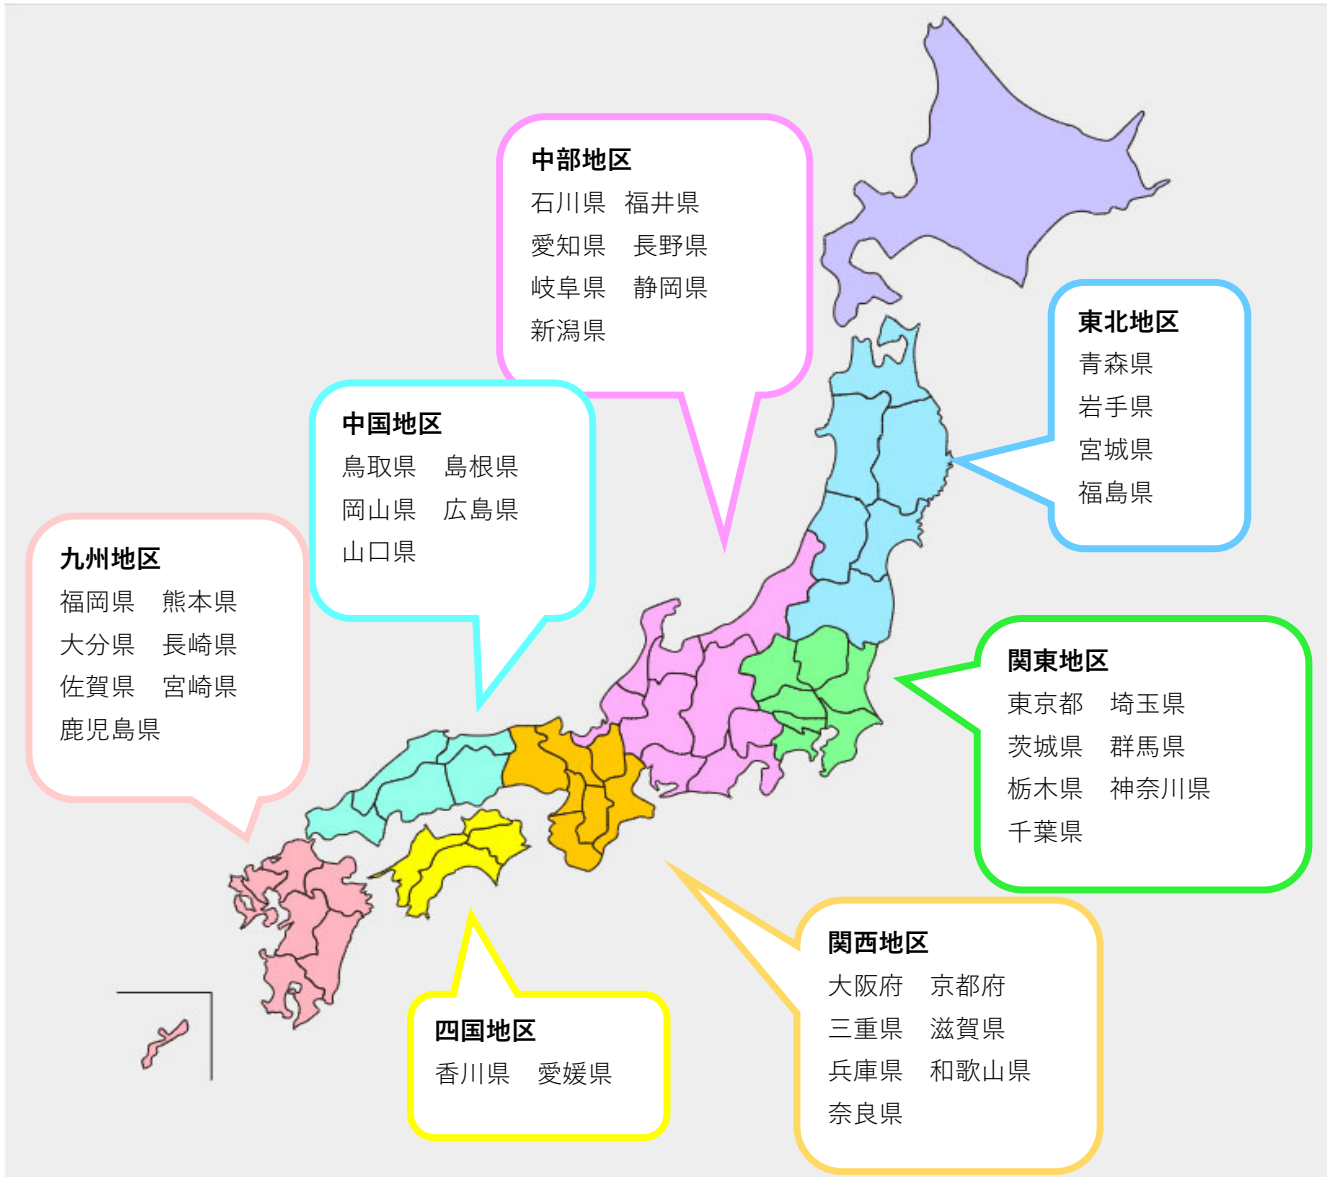 中部地区
石川県 福井県
愛知県 長野県
岐阜県 静岡県
新潟県
東北地区
青森県
岩手県
宮城県
福島県
中国地区
鳥取県 島根県
岡山県 広島県
山口県
九州地区
福岡県 熊本県
大分県 長崎県
佐賀県 宮崎県
鹿児島県
関東地区
東京都 埼玉県
茨城県 群馬県
栃木県 神奈川県
千葉県
関西地区
大阪府 京都府
三重県 滋賀県
兵庫県 和歌山県
奈良県
四国地区
香川県 愛媛県